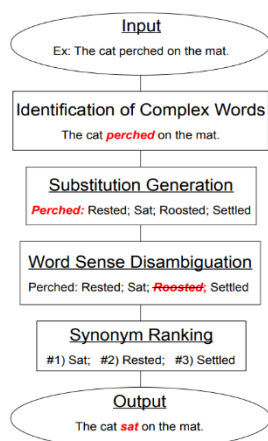 Input
Ex: The cat perched on the mat.
Identification of Complex Words
The cat perched on the mat.
Substitution Generation
Perched: Rested; Sat; Roosted; Settled
Word Sense Disambiguation
Perched: Rested; Sat; Roosted; Settled
Synonym Ranking
#1) Sat; #2) Rested; #3) Settled
Output
The cat sat on the mat.